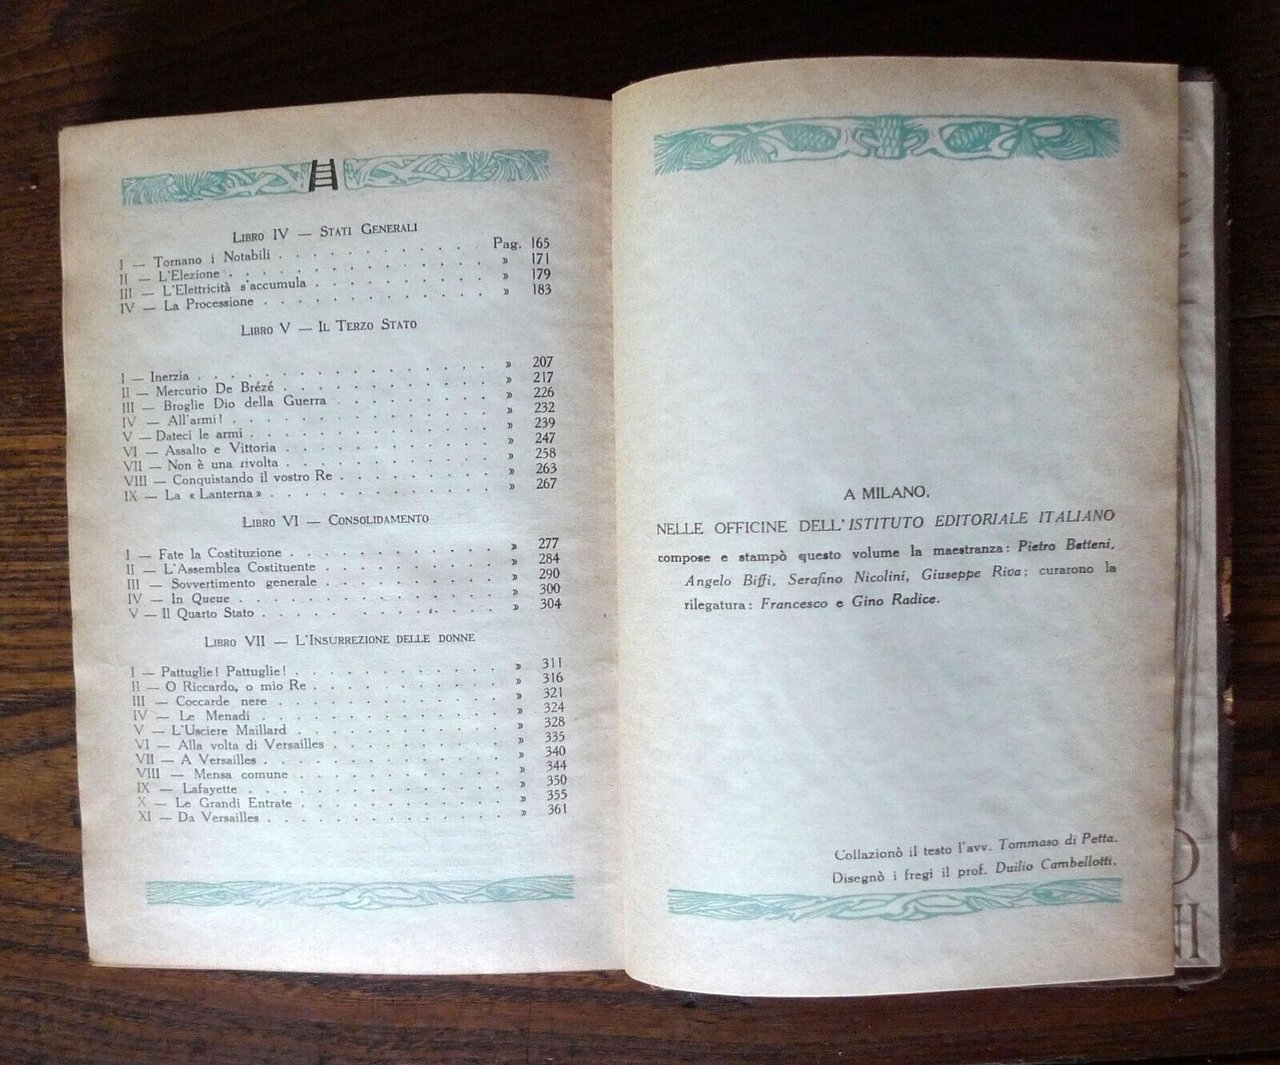 LIBRO IV — STATI GENERALI
I — Tornano i Notabili . . . . . . . . . . . Pag. 165
II — L'Elezione . . . . . . . . . . . . . » 171
III — L'Elettricità s'accumula . . . . . . . . . » 179
IV — La Processione . . . . . . . . . . . . » 183
LIBRO V — IL TERZO STATO
I — Inerzia . . . . . . . . . . . . . . . » 207
II — Mercurio De Brézé . . . . . . . . . . . » 217
III — Broglie Dio della Guerra . . . . . . . . . » 226
IV — All'armi! . . . . . . . . . . . . . . » 232
V — Dateci le armi . . . . . . . . . . . . . » 239
VI — Assalto e Vittoria . . . . . . . . . . . » 247
VII — Non è una rivolta . . . . . . . . . . . » 258
VIII — Conquistando il vostro Re . . . . . . . . » 263
IX — La « Lanterna » . . . . . . . . . . . . » 267
LIBRO VI — CONSOLIDAMENTO
I — Fate la Costituzione . . . . . . . . . . . » 277
II — L'Assemblea Costituente . . . . . . . . . » 284
III — Sovvertimento generale . . . . . . . . . . » 290
IV — In Queue . . . . . . . . . . . . . . » 300
V — Il Quarto Stato . . . . . . . . . . . . . » 304
LIBRO VII — L'INSURREZIONE DELLE DONNE
I — Pattuglie! Pattuglie! . . . . . . . . . . . » 311
II — O Riccardo, o mio Re . . . . . . . . . . » 316
III — Coccarde nere . . . . . . . . . . . . » 321
IV — Le Menadi . . . . . . . . . . . . . . » 324
V — L'Usciere Maillard . . . . . . . . . . . » 328
VI — Alla volta di Versailles . . . . . . . . . » 335
VII — A Versailles . . . . . . . . . . . . . » 340
VIII — Mensa comune . . . . . . . . . . . . » 344
IX — Lafayette . . . . . . . . . . . . . . » 350
X — Le Grandi Entrate . . . . . . . . . . . » 355
XI — Da Versailles . . . . . . . . . . . . . » 361
A MILANO,
NELLE OFFICINE DELL'ISTITUTO EDITORIALE ITALIANO
compose e stampò questo volume la maestranza: Pietro Betteni,
Angelo Biffi, Serafino Nicolini, Giuseppe Riva; curarono la
rilegatura: Francesco e Gino Radice.
Collazionò il testo l'avv. Tommaso di Petta.
Disegnò i fregi il prof. Duilio Cambellotti.